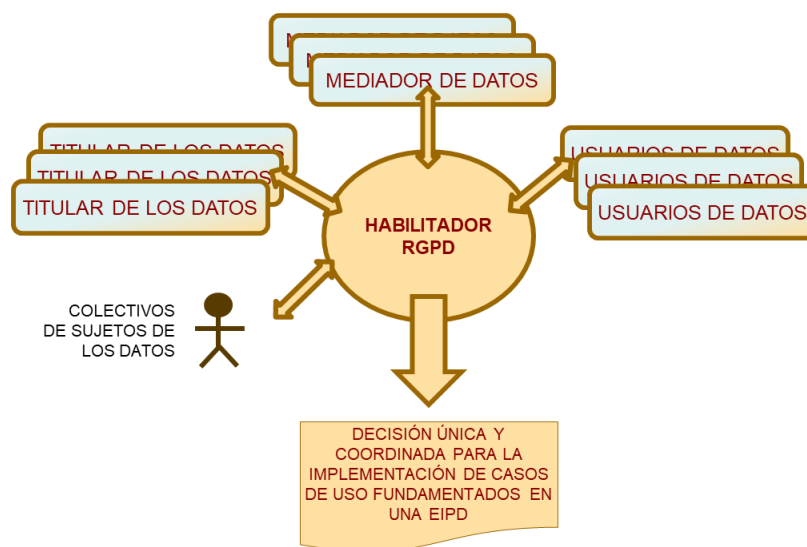 MEDIADOR DE DATOS
TITULAR DE LOS DATOS
TITULAR DE LOS DATOS
TITULAR DE LOS DATOS
USUARIOS DE DATOS
USUARIOS DE DATOS
USUARIOS DE DATOS
HABILITADOR
RGPD
COLECTIVOS
DE SUJETOS DE
LOS DATOS
DECISIÓN ÚNICA Y
COORDINADA PARA LA
IMPLEMENTACIÓN DE CASOS
DE USO FUNDAMENTADOS EN
UNA EIPD